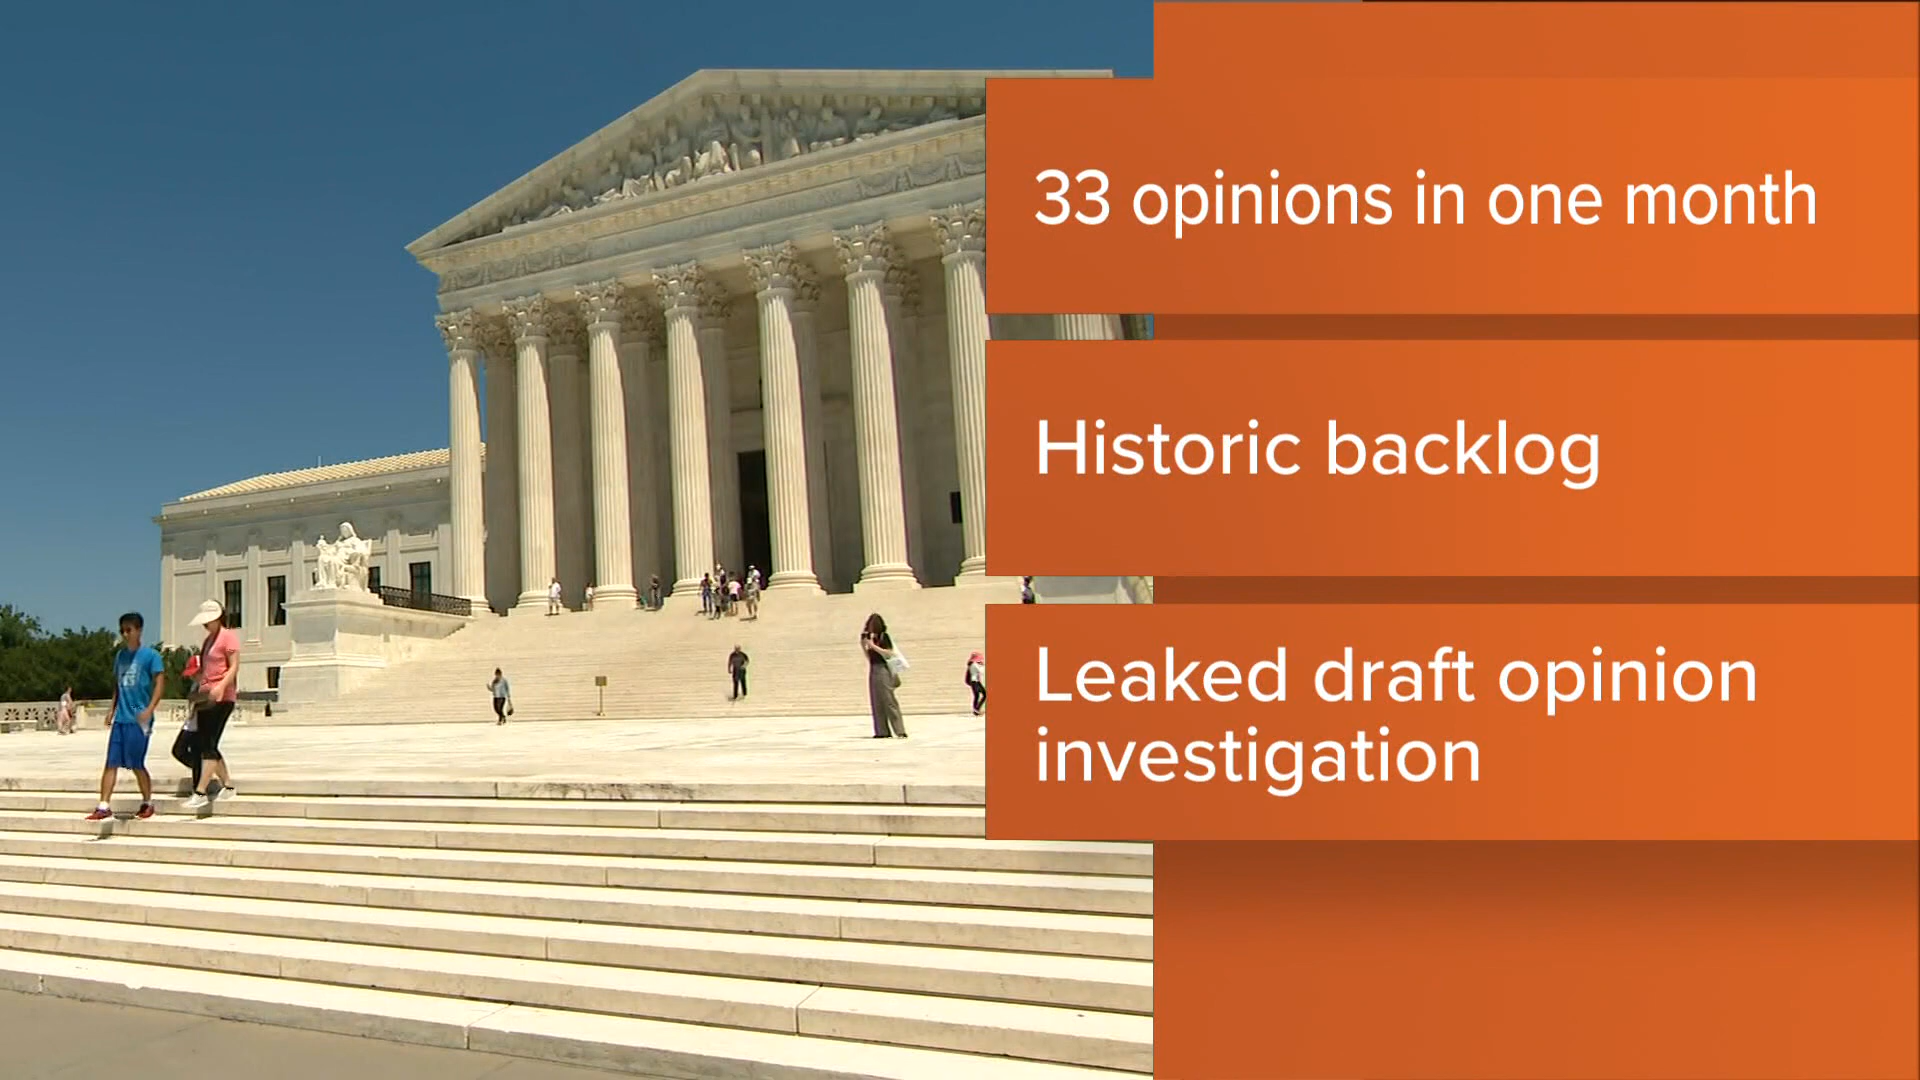 33 opinions in one month
Historic backlog
Leaked draft opinion
investigation